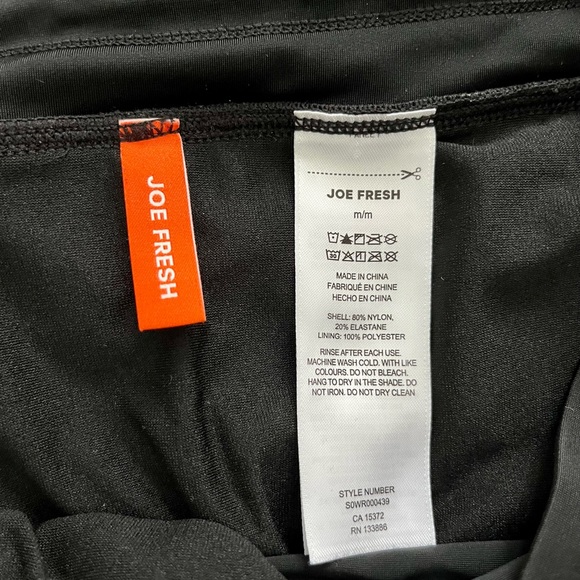 JOE FRESH
JOE FRESH
m/m
30
MADE IN CHINA
FABRIQUÉ EN CHINE
HECHO EN CHINA
SHELL: 80% NYLON,
20% ELASTANE
LINING: 100% POLYESTER
RINSE AFTER EACH USE.
MACHINE WASH COLD. WITH LIKE
COLOURS. DO NOT BLEACH.
HANG TO DRY IN THE SHADE. DO
NOT IRON. DO NOT DRY CLEAN
STYLE NUMBER
S0WR000439
CA 15372
RN 133886